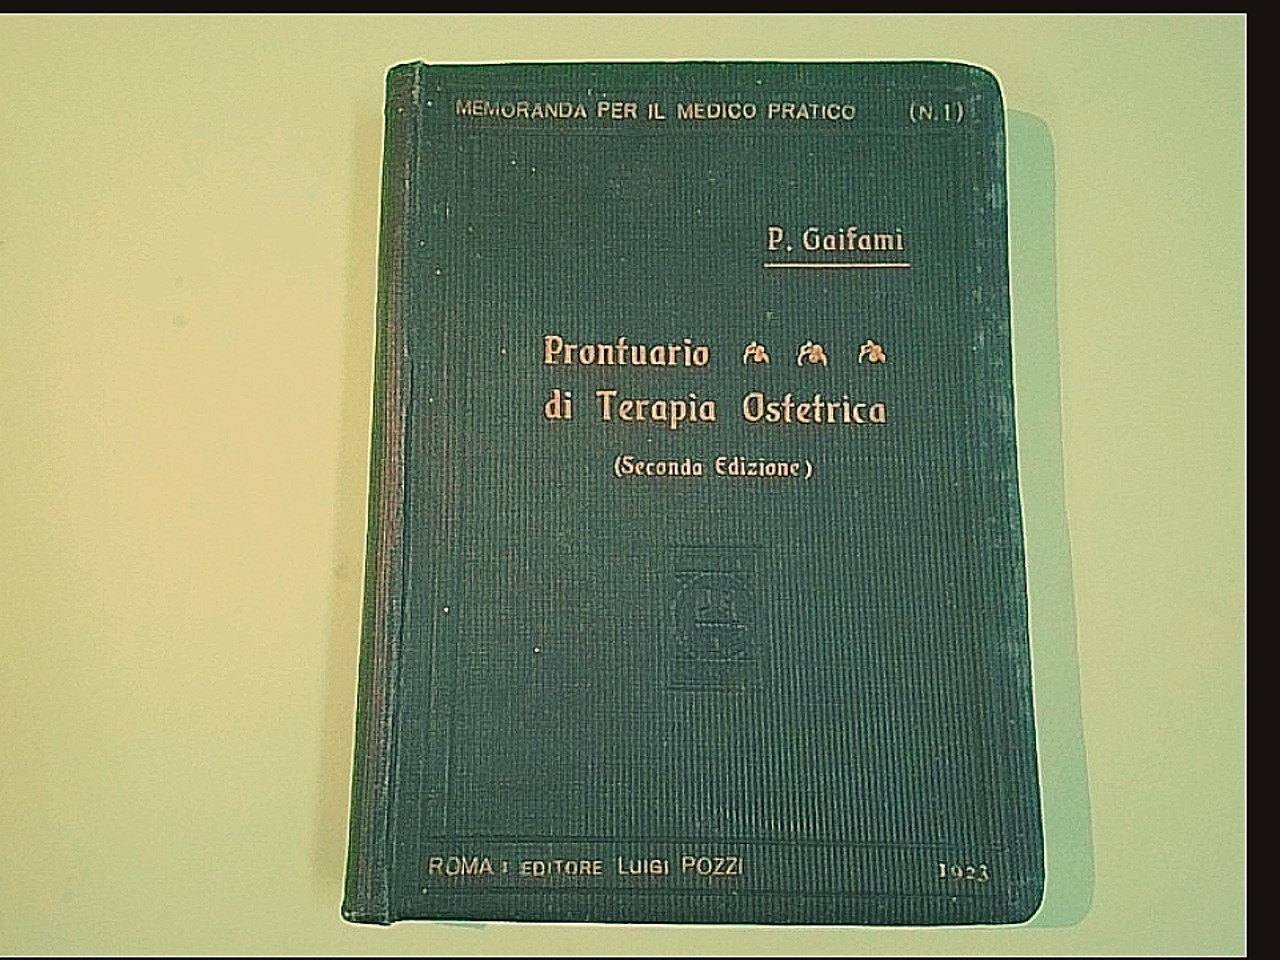 MEMORANDA PER IL MEDICO PRATICO (N.1)
P. Gaifami
Prontuario
di Terapia Ostetrica
(Seconda Edizione)
ROMA : EDITORE LUIGI POZZI 1923